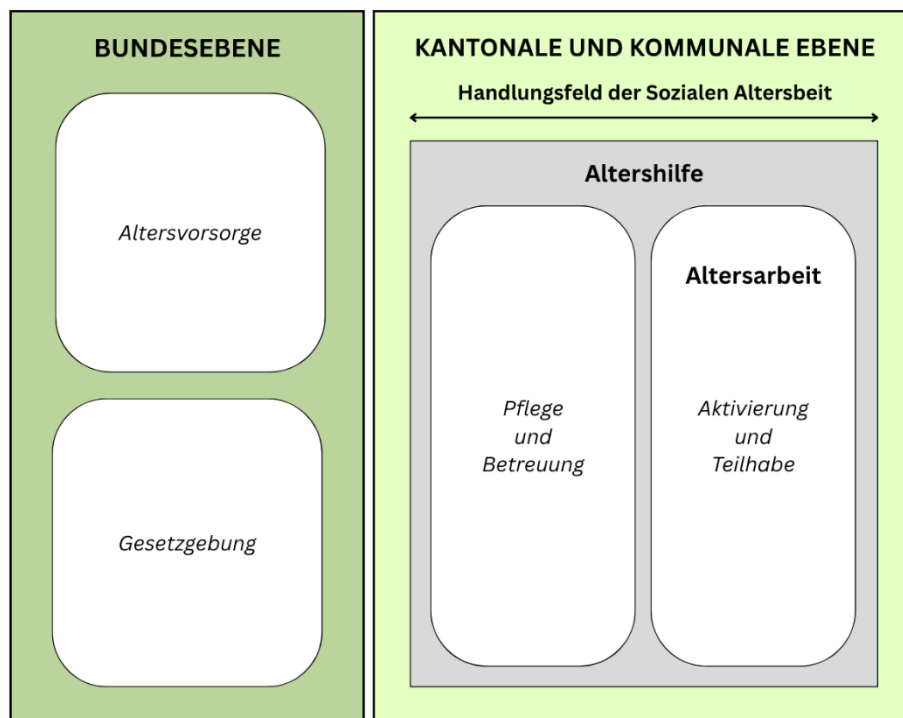 BUNDESEBENE
Altersvorsorge
Gesetzgebung
KANTONALE UND KOMMUNALE EBENE
Handlungsfeld der Sozialen Altersbeit
Altershilfe
Pflege
und
Betreuung
Altersarbeit
Aktivierung
und
Teilhabe